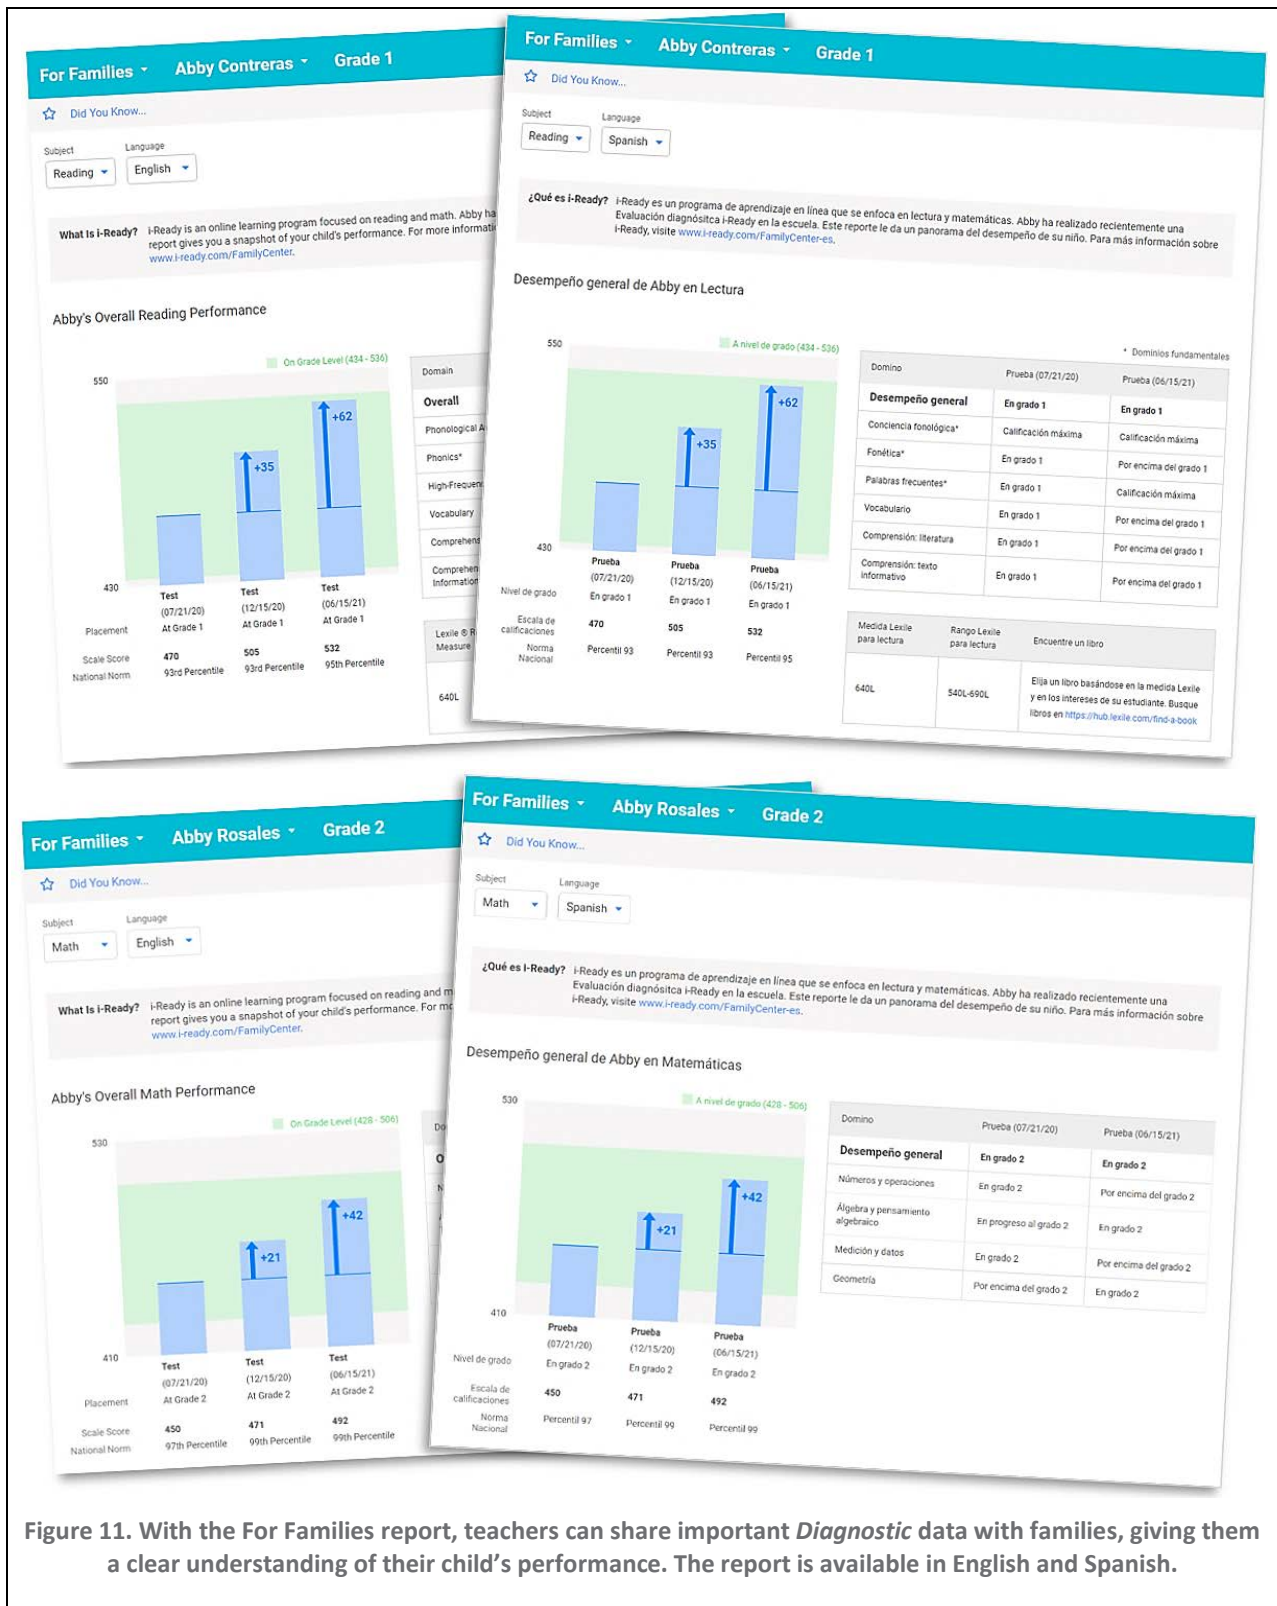 For Families Abby Contreras Grade 1
Did You Know...
Subject Language
Reading English
What Is i-Ready? i-Ready is an online learning program focused on reading and math. Abby ha
report gives you a snapshot of your child's performance. For more informati
www.i-ready.com/FamilyCenter.
Abby's Overall Reading Performance
On Grade Level (434 - 536)
550
+35
+62
430
Test Test Test
(07/21/20) (12/15/20) (06/15/21)
Placement At Grade 1 At Grade 1 At Grade 1
Scale Score 470 505 532
National Norm 93rd Percentile 93rd Percentile 95th Percentile
Domain
Overall
Phonological A
Phonics*
High-Frequenc
Vocabulary
Comprehens
Comprehen
Information
Lexile ® R
Measure
640L
For Families Abby Contreras Grade 1
Did You Know...
Subject Language
Reading Spanish
¿Qué es i-Ready? i-Ready es un programa de aprendizaje en línea que se enfoca en lectura y matemáticas. Abby ha realizado recientemente una
Evaluación diagnósitca i-Ready en la escuela. Este reporte le da un panorama del desempeño de su niño. Para más información sobre
i-Ready, visite www.i-ready.com/FamilyCenter-es.
Desempeño general de Abby en Lectura
A nivel de grado (434 - 536)
550
+35
+62
430
Prueba Prueba Prueba
(07/21/20) (12/15/20) (06/15/21)
Nivel de grado En grado 1 En grado 1 En grado 1
Escala de
calificaciones 470 505 532
Norma
Nacional Percentil 93 Percentil 93 Percentil 95
* Dominios fundamentales
Domino Prueba (07/21/20) Prueba (06/15/21)
Desempeño general En grado 1 En grado 1
Conciencia fonológica* Calificación máxima Calificación máxima
Fonética* En grado 1 Por encima del grado 1
Palabras frecuentes* En grado 1 Calificación máxima
Vocabulario En grado 1 Por encima del grado 1
Comprensión: literatura En grado 1 Por encima del grado 1
Comprensión: texto
informativo En grado 1 Por encima del grado 1
Medida Lexile Rango Lexile Encuentre un libro
para lectura para lectura
640L 540L-690L Elija un libro basándose en la medida Lexile
y en los intereses de su estudiante. Busque
libros en https://hub.lexile.com/find-a-book
For Families Abby Rosales Grade 2
Did You Know...
Subject Language
Math English
What Is i-Ready? i-Ready is an online learning program focused on reading and m
report gives you a snapshot of your child's performance. For mo
www.i-ready.com/FamilyCenter.
Abby's Overall Math Performance
On Grade Level (428 - 506)
530
+21
+42
410
Test Test Test
(07/21/20) (12/15/20) (06/15/21)
Placement At Grade 2 At Grade 2 At Grade 2
Scale Score 450 471 492
National Norm 97th Percentile 99th Percentile 99th Percentile
Do
O
N
For Families Abby Rosales Grade 2
Did You Know...
Subject Language
Math Spanish
¿Qué es I-Ready? i-Ready es un programa de aprendizaje en línea que se enfoca en lectura y matemáticas. Abby ha realizado recientemente una
Evaluación diagnósitca i-Ready en la escuela. Este reporte le da un panorama del desempeño de su niño. Para más información sobre
i-Ready, visite www.i-ready.com/FamilyCenter-es.
Desempeño general de Abby en Matemáticas
A nivel de grado (428 - 506)
530
+21
+42
410
Prueba Prueba Prueba
(07/21/20) (12/15/20) (06/15/21)
Nivel de grado En grado 2 En grado 2 En grado 2
Escala de
calificaciones 450 471 492
Norma
Nacional Percentil 97 Percentil 99 Percentil 99
Domino Prueba (07/21/20) Prueba (06/15/21)
Desempeño general En grado 2 En grado 2
Números y operaciones En grado 2 Por encima del grado 2
Álgebra y pensamiento
algebraico En progreso al grado 2 En grado 2
Medición y datos En grado 2 Por encima del grado 2
Geometría Por encima del grado 2 En grado 2
Figure 11. With the For Families report, teachers can share important Diagnostic data with families, giving them
a clear understanding of their child's performance. The report is available in English and Spanish.